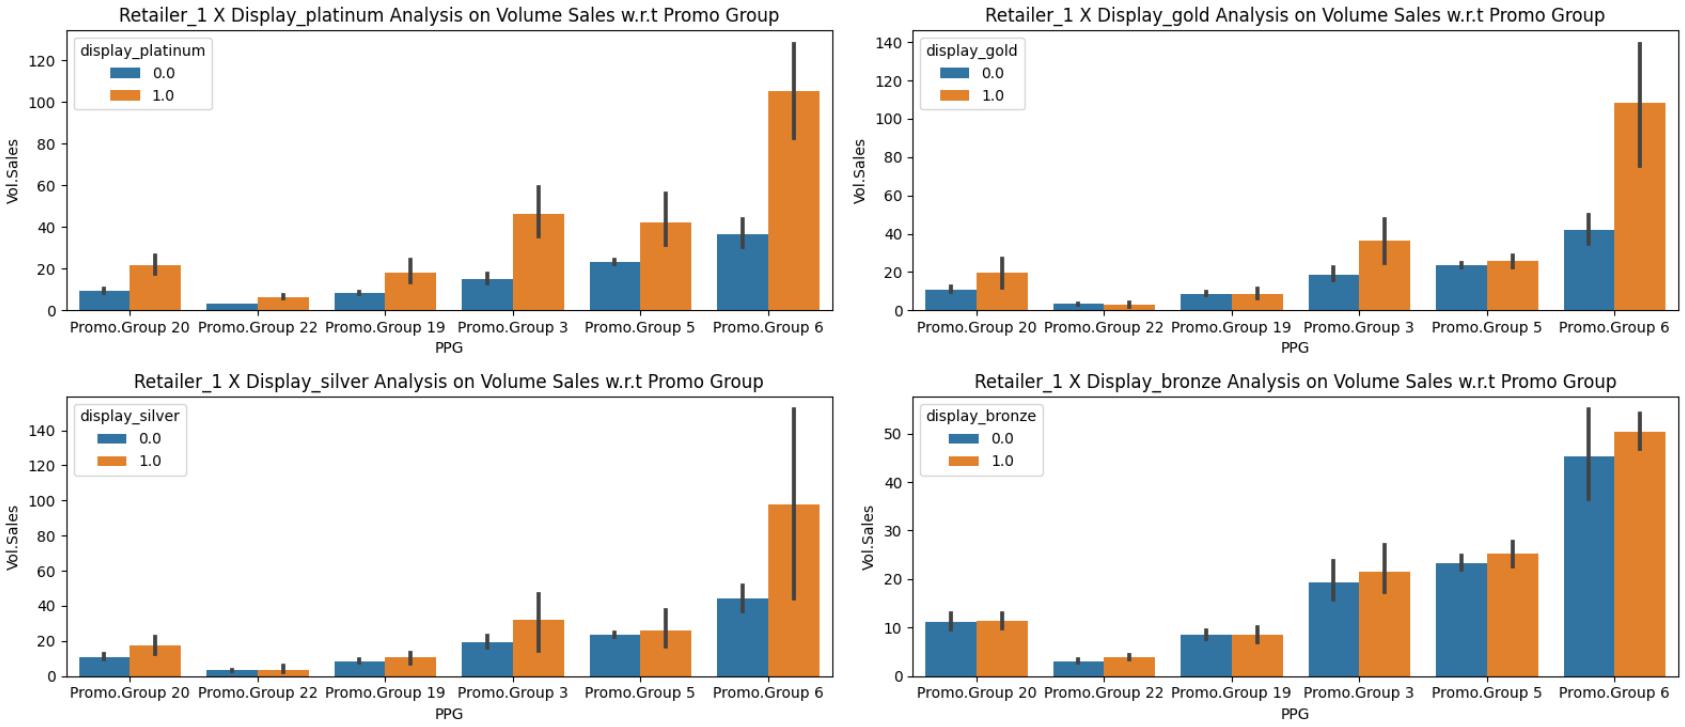 Retailer_1 X Display_platinum Analysis on Volume Sales w.r.t Promo Group
display_platinum
0.0
1.0
Vol.Sales
120
100
80
60
40
20
0
Promo.Group 20 Promo.Group 22 Promo.Group 19 Promo.Group 3 Promo.Group 5 Promo.Group 6
PPG
Retailer_1 X Display_gold Analysis on Volume Sales w.r.t Promo Group
display_gold
0.0
1.0
Vol.Sales
140
120
100
80
60
40
20
0
Promo.Group 20 Promo.Group 22 Promo.Group 19 Promo.Group 3 Promo.Group 5 Promo.Group 6
PPG
Retailer_1 X Display_silver Analysis on Volume Sales w.r.t Promo Group
display_silver
0.0
1.0
Vol.Sales
140
120
100
80
60
40
20
0
Promo.Group 20 Promo.Group 22 Promo.Group 19 Promo.Group 3 Promo.Group 5 Promo.Group 6
PPG
Retailer_1 X Display_bronze Analysis on Volume Sales w.r.t Promo Group
display_bronze
0.0
1.0
Vol.Sales
50
40
30
20
10
0
Promo.Group 20 Promo.Group 22 Promo.Group 19 Promo.Group 3 Promo.Group 5 Promo.Group 6
PPG